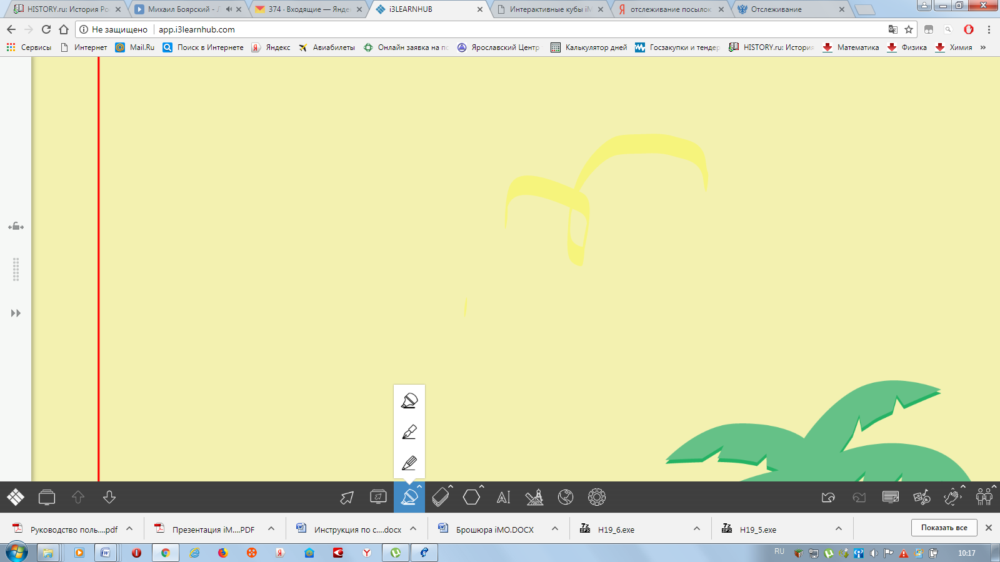 HISTORY.ru: История Ро
Михаил Боярский - Л
374 · Входящие — Янде
i3LEARNHUB
Интерактивные кубы iM
отслеживание посылок
Отслеживание
Не защищено
app.i3learnhub.com
Сервисы
Интернет
Mail.Ru
Поиск в Интернете
Яндекс
Авиабилеты
Онлайн заявка на по
Ярославский Центр
Калькулятор дней
Госзакупки и тендер
HISTORY.ru: История
Математика
Физика
Химия
»
AI
Руководство поль....pdf
Презентация iM....PDF
Инструкция по с....docx
Брошюра iMO.DOCX
H19_6.exe
H19_5.exe
Показать все
RU
10:17